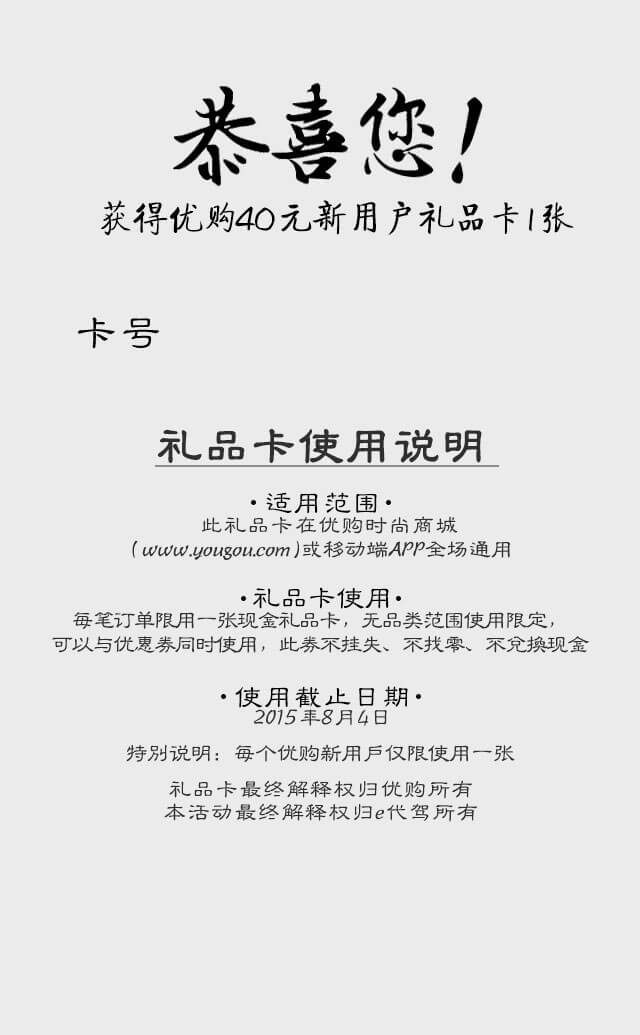 恭喜您!
获得优购40元新用户礼品卡1张
卡号
礼品卡使用说明
·适用范围·
此礼品卡在优购时尚商城
(www.yougou.com)或移动端APP全场通用
·礼品卡使用·
每笔订单限用一张现金礼品卡，无品类范围使用限定，
可以与优惠券同时使用，此券不挂失、不找零、不兑换现金
·使用截止日期·
2015年8月4日
特别说明：每个优购新用户仅限使用一张
礼品卡最终解释权归优购所有
本活动最终解释权归e代驾所有